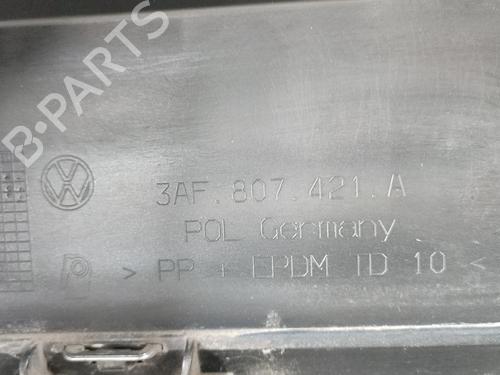 B-PARTS
3AF.807.421.A
POL Germany
> PP + EPDM TD 10 <